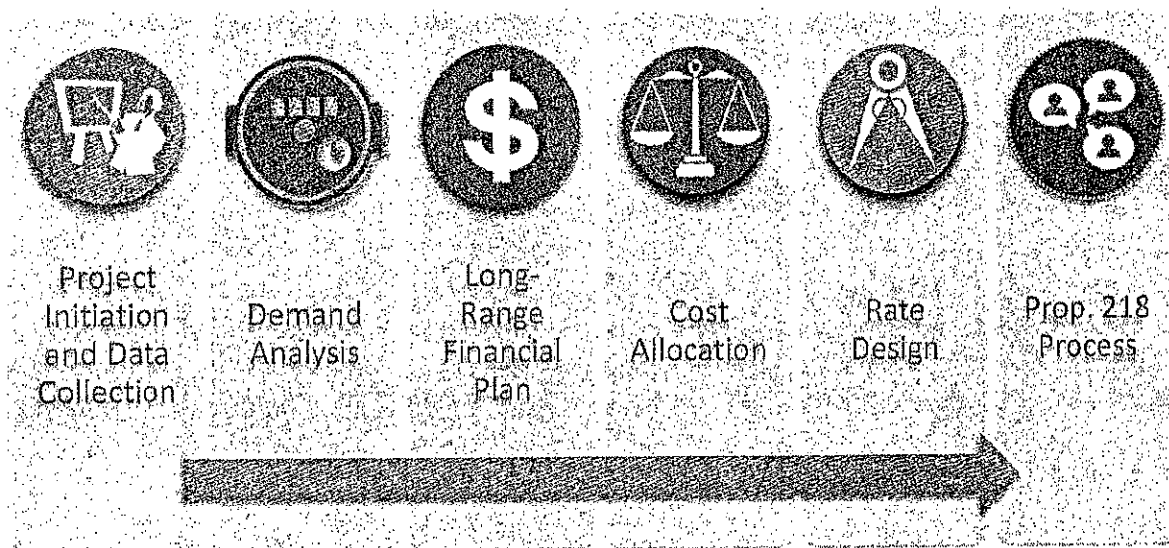 Project
Initiation
and Data
Collection
Demand
Analysis
Long-
Range
Financial
Plan
Cost
Allocation
Rate
Design
Prop. 218
Process